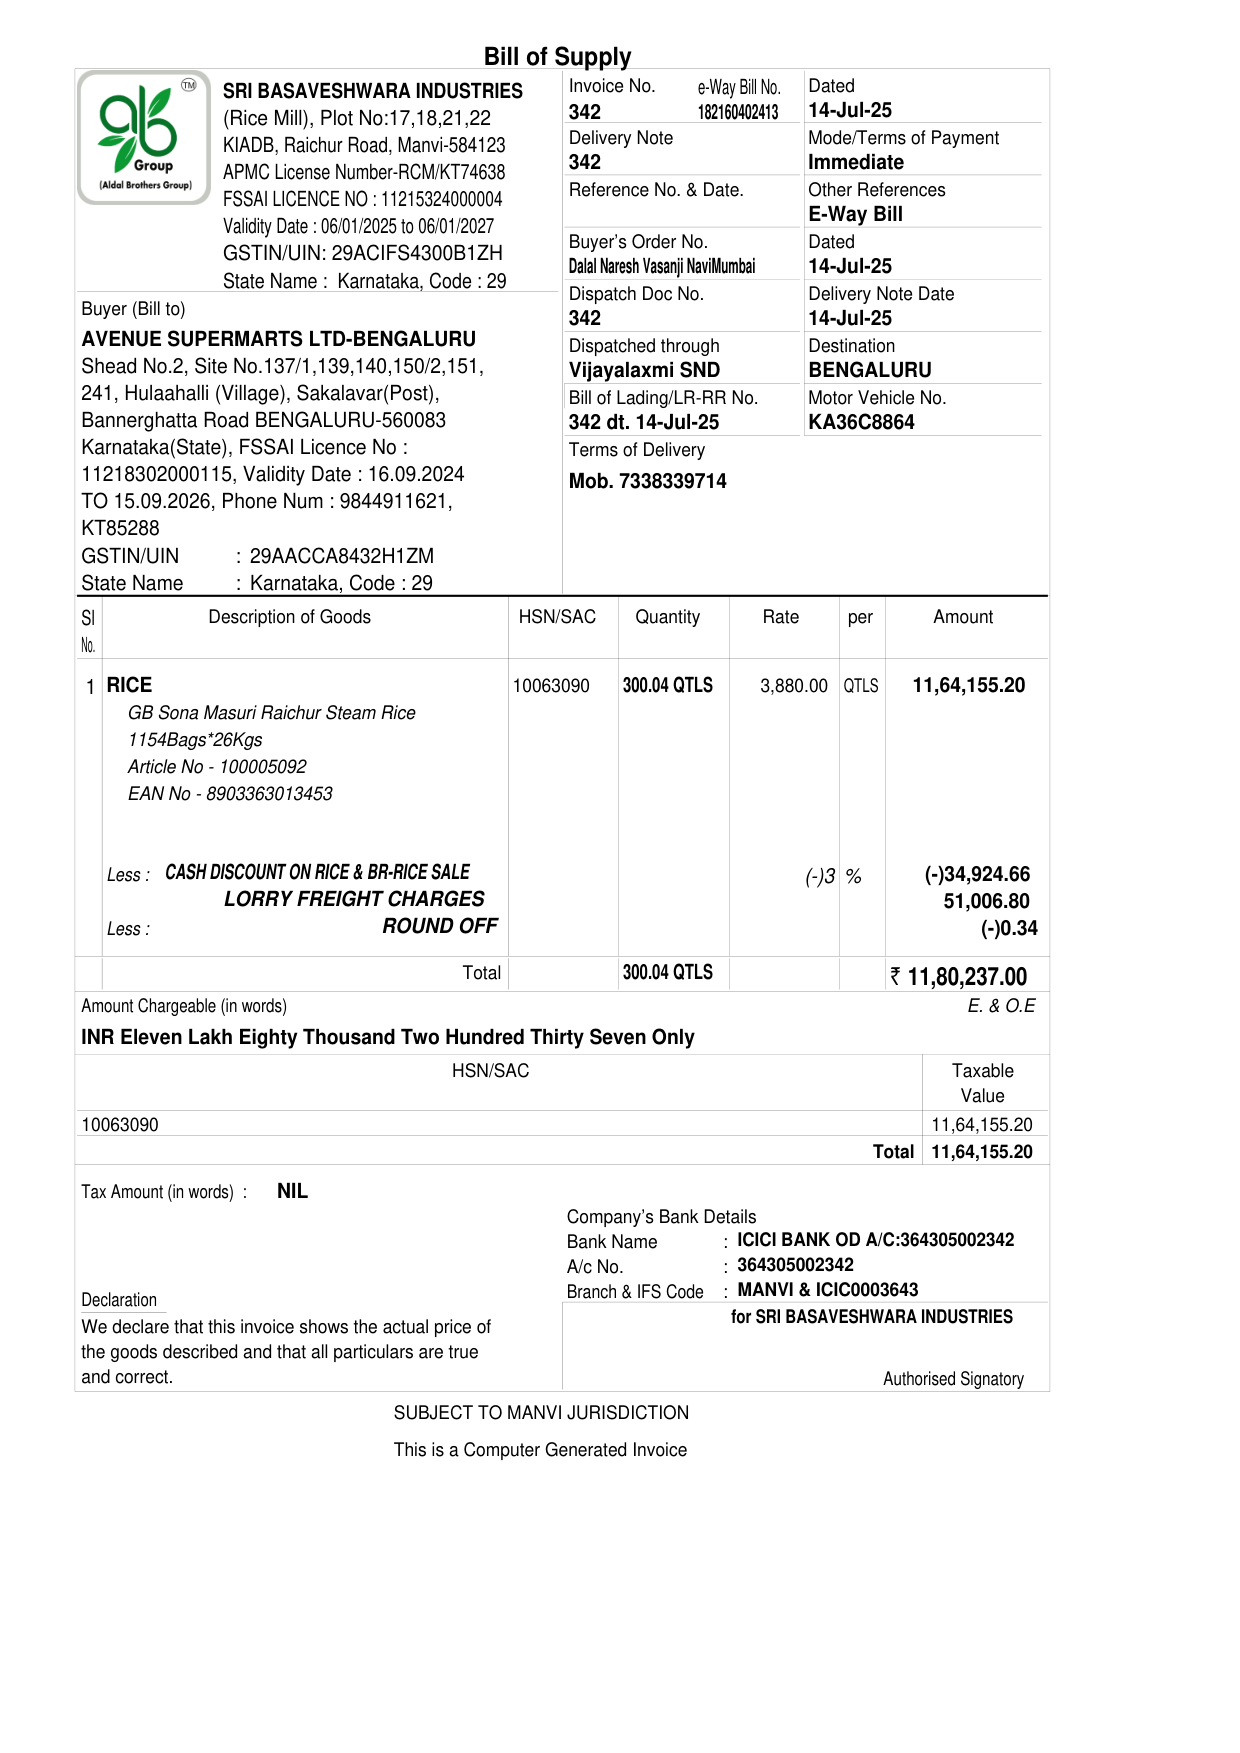 Bill of Supply
TM
Group
(Aldal Brothers Group)
SRI BASAVESHWARA INDUSTRIES
(Rice Mill), Plot No:17,18,21,22
KIADB, Raichur Road, Manvi-584123
APMC License Number-RCM/KT74638
FSSAI LICENCE NO : 11215324000004
Validity Date : 06/01/2025 to 06/01/2027
GSTIN/UIN: 29ACIFS4300B1ZH
State Name : Karnataka, Code : 29
Buyer (Bill to)
AVENUE SUPERMARTS LTD-BENGALURU
Shead No.2, Site No.137/1,139,140,150/2,151,
241, Hulaahalli (Village), Sakalavar(Post),
Bannerghatta Road BENGALURU-560083
Karnataka(State), FSSAI Licence No :
11218302000115, Validity Date : 16.09.2024
TO 15.09.2026, Phone Num : 9844911621,
KT85288
GSTIN/UIN : 29AACCA8432H1ZM
State Name : Karnataka, Code : 29
Invoice No. e-Way Bill No. Dated
342 182160402413 14-Jul-25
Delivery Note Mode/Terms of Payment
342 Immediate
Reference No. & Date. Other References
E-Way Bill
Buyer's Order No. Dated
Dalal Naresh Vasanji NaviMumbai 14-Jul-25
Dispatch Doc No. Delivery Note Date
342 14-Jul-25
Dispatched through Destination
Vijayalaxmi SND BENGALURU
Bill of Lading/LR-RR No. Motor Vehicle No.
342 dt. 14-Jul-25 KA36C8864
Terms of Delivery
Mob. 7338339714
Sl Description of Goods HSN/SAC Quantity Rate per Amount
No.
1 RICE 10063090 300.04 QTLS 3,880.00 QTLS 11,64,155.20
GB Sona Masuri Raichur Steam Rice
1154Bags*26Kgs
Article No - 100005092
EAN No - 8903363013453
Less : CASH DISCOUNT ON RICE & BR-RICE SALE (-)3 % (-)34,924.66
LORRY FREIGHT CHARGES 51,006.80
Less : ROUND OFF (-)0.34
Total 300.04 QTLS ₹ 11,80,237.00
Amount Chargeable (in words) E. & O.E
INR Eleven Lakh Eighty Thousand Two Hundred Thirty Seven Only
HSN/SAC Taxable
Value
10063090 11,64,155.20
Total 11,64,155.20
Tax Amount (in words) : NIL
Company's Bank Details
Bank Name : ICICI BANK OD A/C:364305002342
A/c No. : 364305002342
Branch & IFS Code : MANVI & ICIC0003643
Declaration
We declare that this invoice shows the actual price of
the goods described and that all particulars are true
and correct.
for SRI BASAVESHWARA INDUSTRIES
Authorised Signatory
SUBJECT TO MANVI JURISDICTION
This is a Computer Generated Invoice